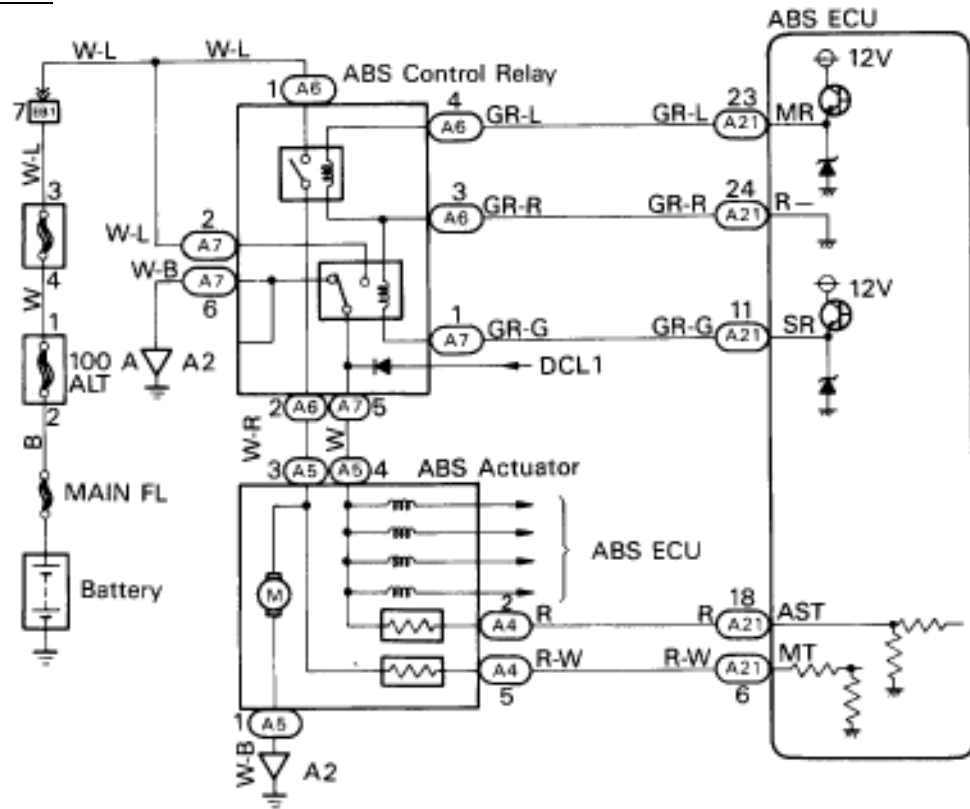 ABS ECU
W-L W-L
12V
ABS Control Relay
1 A6
7 EB1
4
A6 GR-L GR-L
23
A21 MR
W-L
3
4
3
A6 GR-R GR-R
24
A21 R-
2
W-L A7
W-B A7
6
12V
W
1
100
ALT
2
A A2
1
A7 GR-G GR-G
11
A21 SR
DCL1
2 A6 A7 5
B
W-R W
3 A5 A5 4 ABS Actuator
MAIN FL
ABS ECU
Battery
M
2
A4 R R
18
A21 AST
A4 R-W R-W A21 MT
5 6
1 A5
W-B
A2